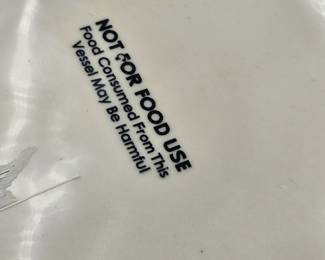 NOT FOR FOOD USE
Food Consumed From This
Vessel May Be Harmful